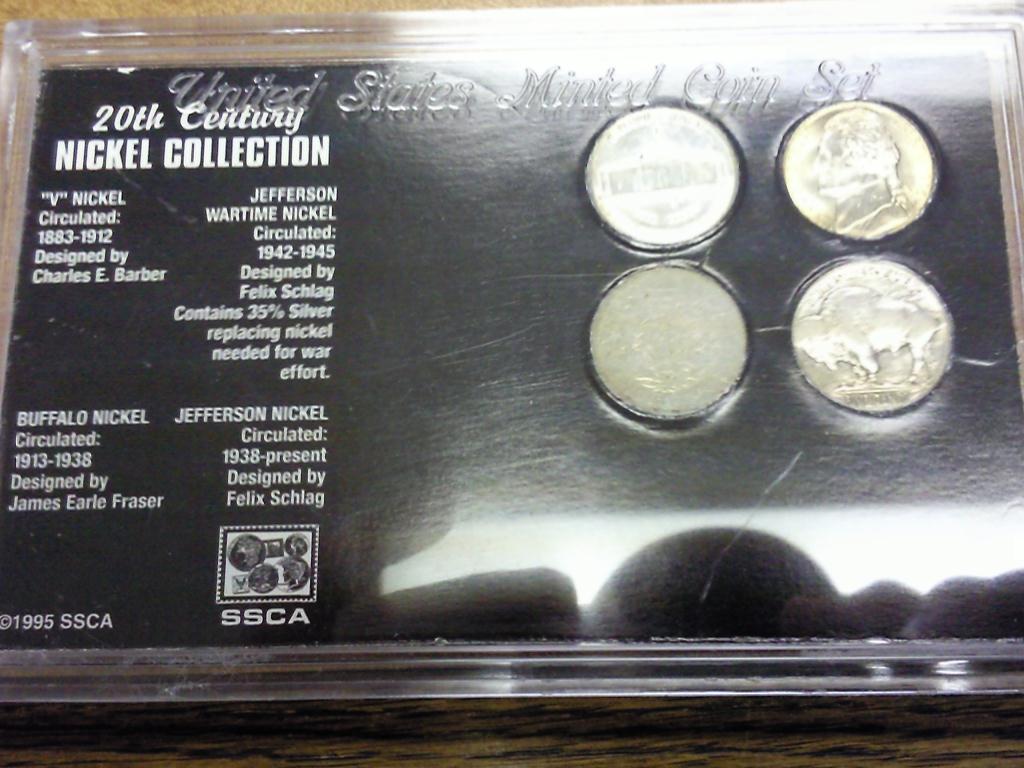 United States Minted Coin Set
20th Century
NICKEL COLLECTION
"V" NICKEL
Circulated:
1883-1912
Designed by
Charles E. Barber
JEFFERSON
WARTIME NICKEL
Circulated:
1942-1945
Designed by
Felix Schlag
Contains 35% Silver
replacing nickel
needed for war
effort.
BUFFALO NICKEL
Circulated:
1913-1938
Designed by
James Earle Fraser
JEFFERSON NICKEL
Circulated:
1938-present
Designed by
Felix Schlag
SSCA
©1995 SSCA